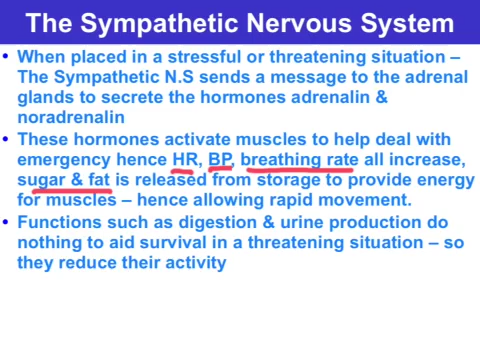 The Sympathetic Nervous System
• When placed in a stressful or threatening situation –
The Sympathetic N.S sends a message to the adrenal
glands to secrete the hormones adrenalin &
noradrenalin
• These hormones activate muscles to help deal with
emergency hence HR, BP, breathing rate all increase,
sugar & fat is released from storage to provide energy
for muscles – hence allowing rapid movement.
• Functions such as digestion & urine production do
nothing to aid survival in a threatening situation – so
they reduce their activity